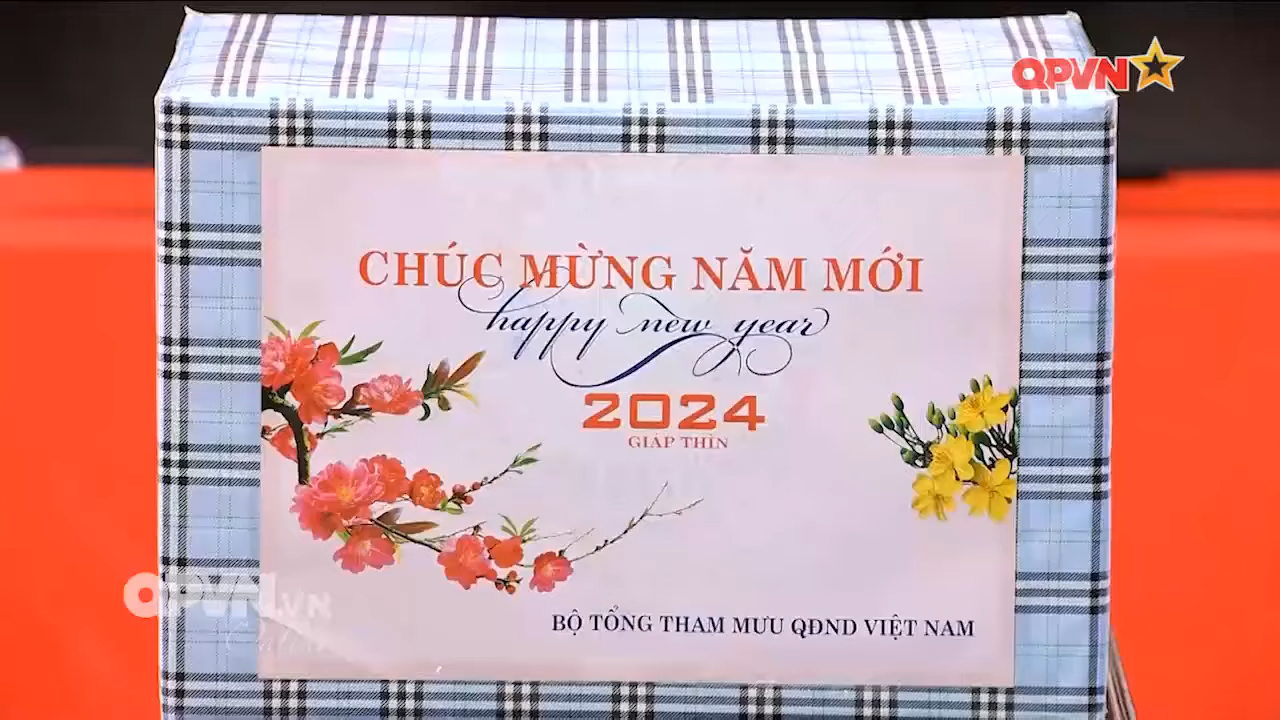 QPVN
CHÚC MỪNG NĂM MỚI
happy new year
2024
GIÁP THÌN
QPVN.VN
BỘ TỔNG THAM MƯU QĐND VIỆT NAM